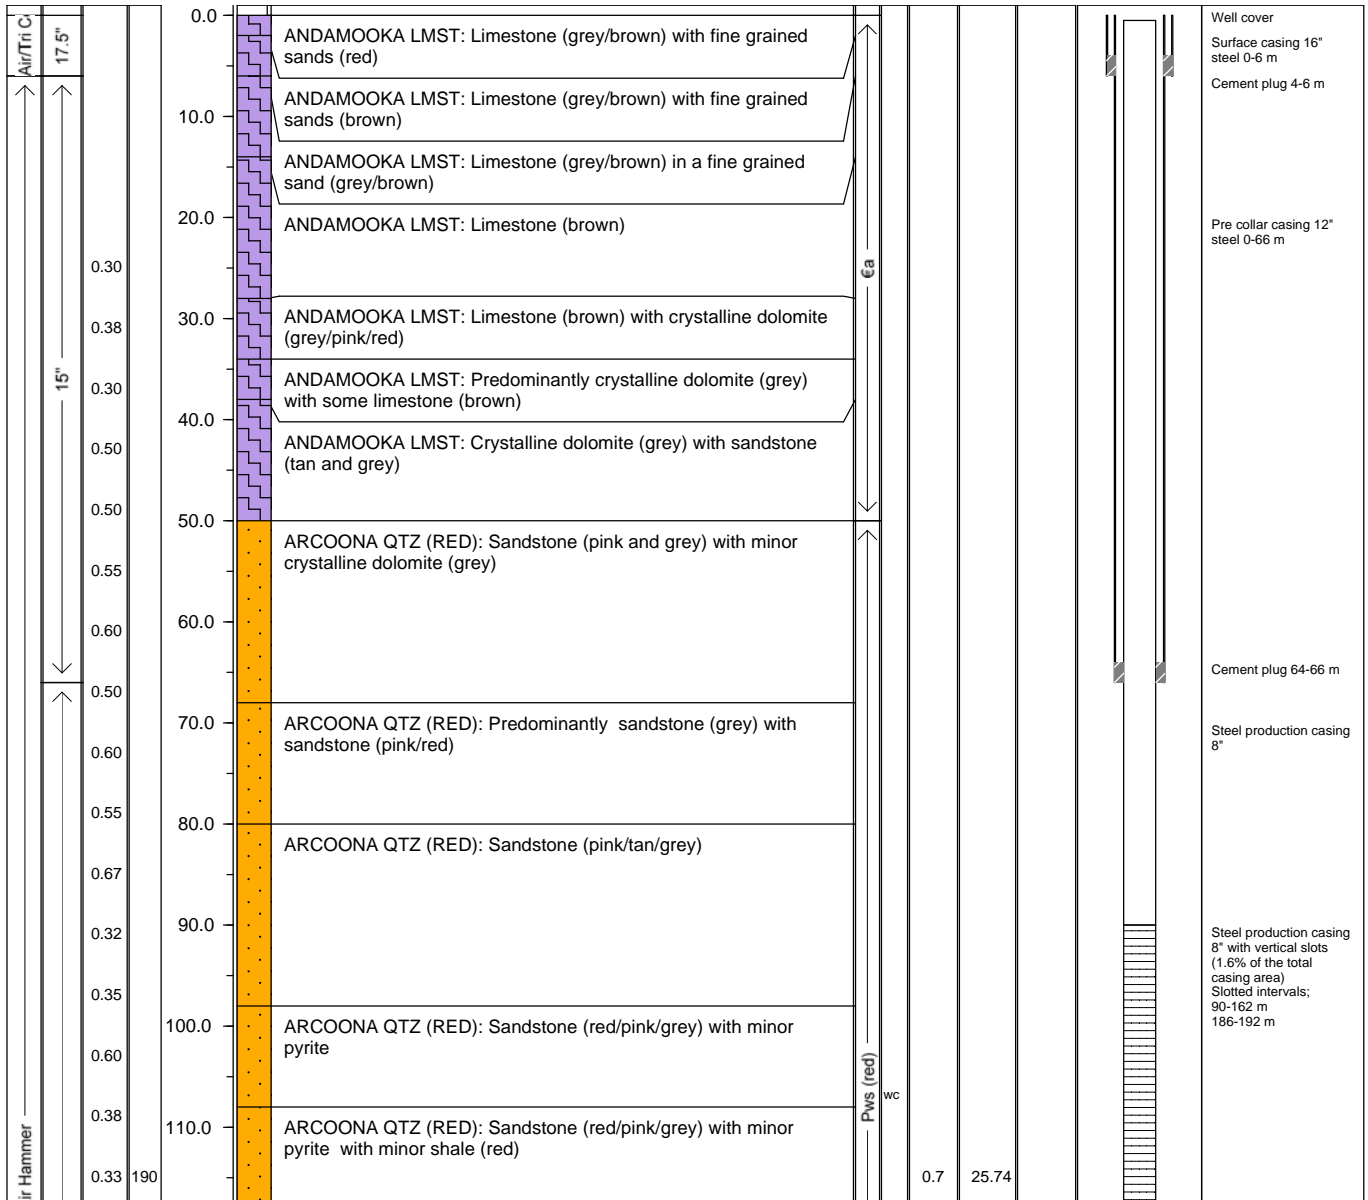 Air/Tri C
17.5"
0.0
ANDAMOOKA LMST: Limestone (grey/brown) with fine grained
sands (red)
Well cover
Surface casing 16"
steel 0-6 m
Cement plug 4-6 m
10.0
ANDAMOOKA LMST: Limestone (grey/brown) with fine grained
sands (brown)
ANDAMOOKA LMST: Limestone (grey/brown) in a fine grained
sand (grey/brown)
20.0
ANDAMOOKA LMST: Limestone (brown)
Pre collar casing 12"
steel 0-66 m
0.30
€a
30.0
ANDAMOOKA LMST: Limestone (brown) with crystalline dolomite
(grey/pink/red)
0.38
15"
0.30
ANDAMOOKA LMST: Predominantly crystalline dolomite (grey)
with some limestone (brown)
40.0
0.50
ANDAMOOKA LMST: Crystalline dolomite (grey) with sandstone
(tan and grey)
0.50
50.0
ARCOONA QTZ (RED): Sandstone (pink and grey) with minor
crystalline dolomite (grey)
0.55
60.0
0.60
Cement plug 64-66 m
0.50
70.0
ARCOONA QTZ (RED): Predominantly  sandstone (grey) with
sandstone (pink/red)
Steel production casing
8"
0.60
0.55
80.0
ARCOONA QTZ (RED): Sandstone (pink/tan/grey)
0.67
90.0
0.32
Steel production casing
8" with vertical slots
(1.6% of the total
casing area)
Slotted intervals;
90-162 m
186-192 m
0.35
100.0
ARCOONA QTZ (RED): Sandstone (red/pink/grey) with minor
pyrite
0.60
Pws (red)
wc
0.38
110.0
ARCOONA QTZ (RED): Sandstone (red/pink/grey) with minor
pyrite  with minor shale (red)
ir Hammer
0.33
190
0.7
25.74